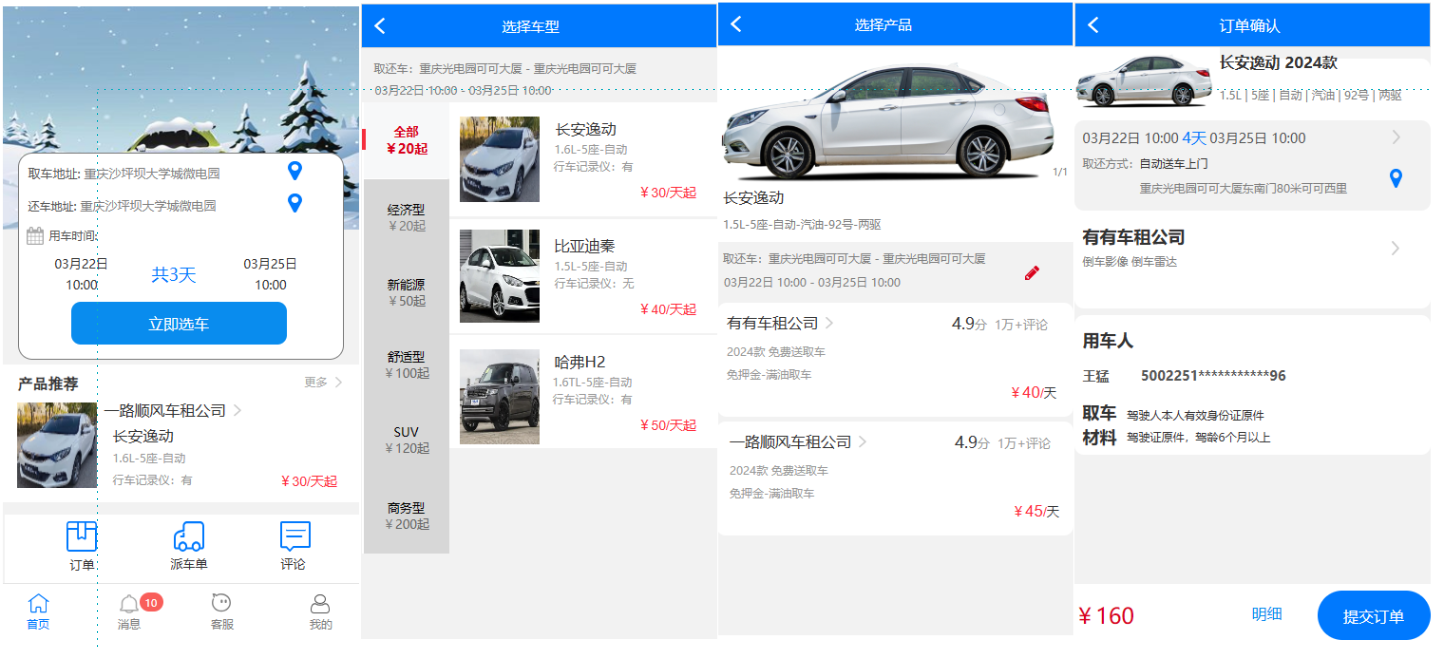 取车地址: 重庆沙坪坝大学城微电园
还车地址: 重庆沙坪坝大学城微电园
用车时间:
03月22日
10:00
共3天
03月25日
10:00
立即选车
产品推荐
更多
一路顺风车租公司
长安逸动
1.6L-5座-自动
行车记录仪：有
￥30/天起
订单
派车单
评论
10
首页
消息
客服
我的
选择车型
取还车：重庆光电园可可大厦 - 重庆光电园可可大厦
03月22日 10:00 - 03月25日 10:00
全部
￥20起
经济型
￥20起
新能源
￥50起
舒适型
￥100起
SUV
￥120起
商务型
￥200起
长安逸动
1.6L-5座-自动
行车记录仪：有
￥30/天起
比亚迪秦
1.5L-5座-自动
行车记录仪：无
￥40/天起
哈弗H2
1.6TL-5座-自动
行车记录仪：有
￥50/天起
选择产品
1/1
长安逸动
1.5L-5座-自动-汽油-92号-两驱
取还车：重庆光电园可可大厦 - 重庆光电园可可大厦
03月22日 10:00 - 03月25日 10:00
有有车租公司
4.9分 1万+评论
2024款 免费送取车
免押金-满油取车
￥40/天
一路顺风车租公司
4.9分 1万+评论
2024款 免费送取车
免押金-满油取车
￥45/天
订单确认
长安逸动 2024款
1.5L | 5座 | 自动 | 汽油 | 92号 | 两驱
03月22日 10:00 4天 03月25日 10:00
取还方式：自动送车上门
重庆光电园可可大厦东南门80米可可西里
有有车租公司
倒车影像 倒车雷达
用车人
王猛 5002251***********96
取车 驾驶人本人有效身份证原件
材料 驾驶证原件，驾龄6个月以上
￥160
明细
提交订单